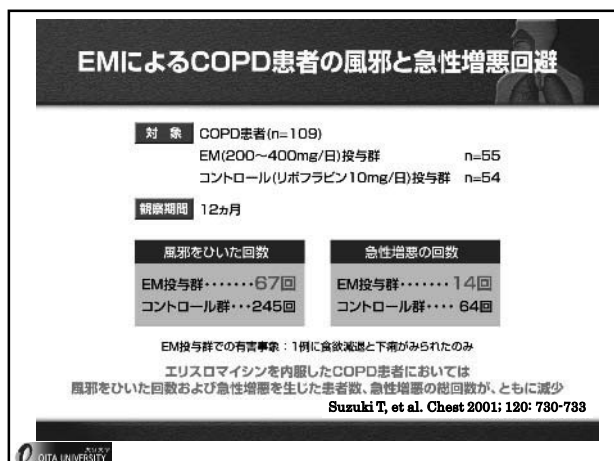 EMによるCOPD患者の風邪と急性増悪回避
対 象 COPD患者(n=109)
EM(200～400mg/日)投与群 n=55
コントロール(リボフラビン10mg/日)投与群 n=54
観察期間 12ヵ月
風邪をひいた回数
EM投与群・・・・・・・67回
コントロール群・・・245回
急性増悪の回数
EM投与群・・・・・・・14回
コントロール群・・・・64回
EM投与群での有害事象：1例に食欲減退と下痢がみられたのみ
エリスロマイシンを内服したCOPD患者においては
風邪をひいた回数および急性増悪を生じた患者数、急性増悪の総回数が、ともに減少
Suzuki T, et al. Chest 2001; 120: 730-733
OITA UNIVERSITY